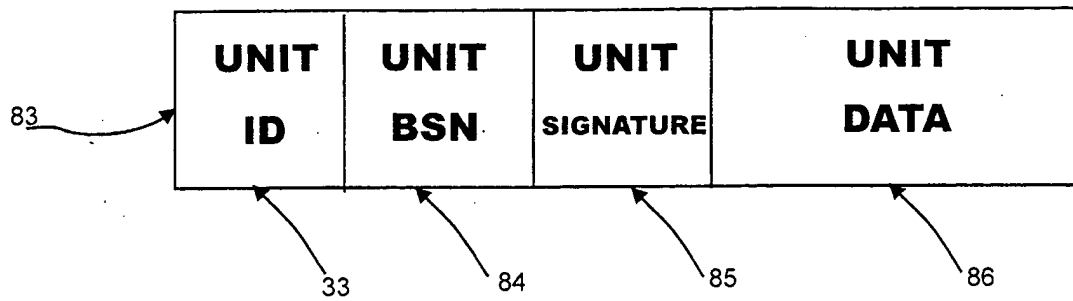 UNIT UNIT UNIT UNIT
ID BSN SIGNATURE DATA
83
33 84 85 86